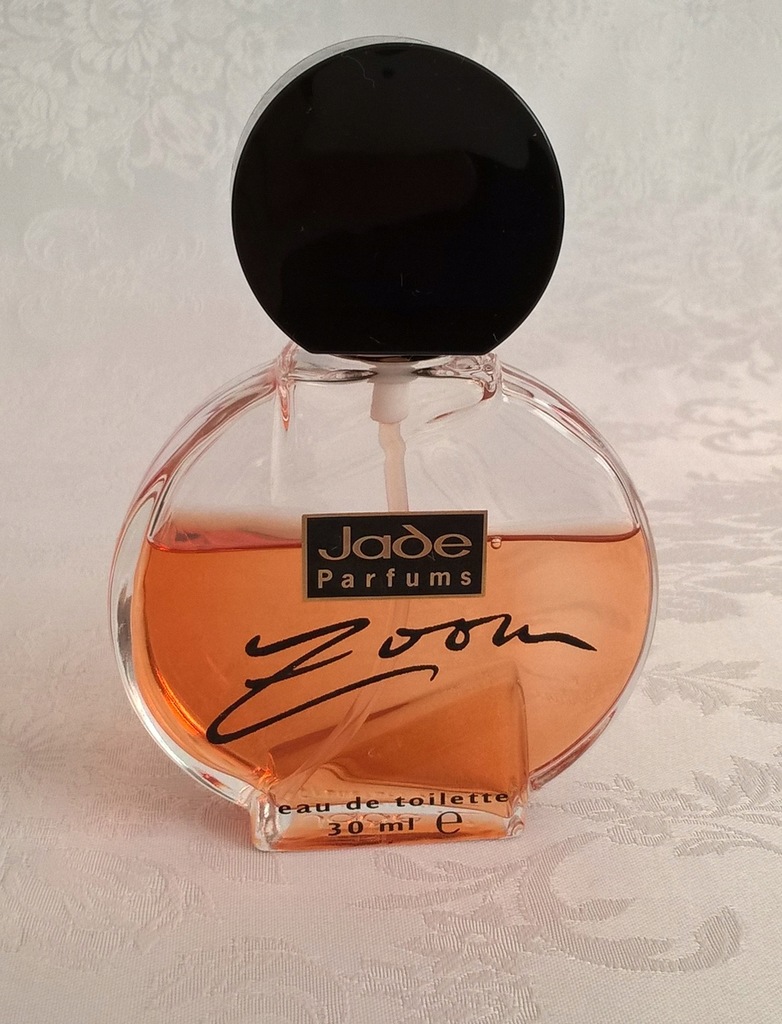 Jade
Parfums
Zoom
eau de toilette
30 ml ℮